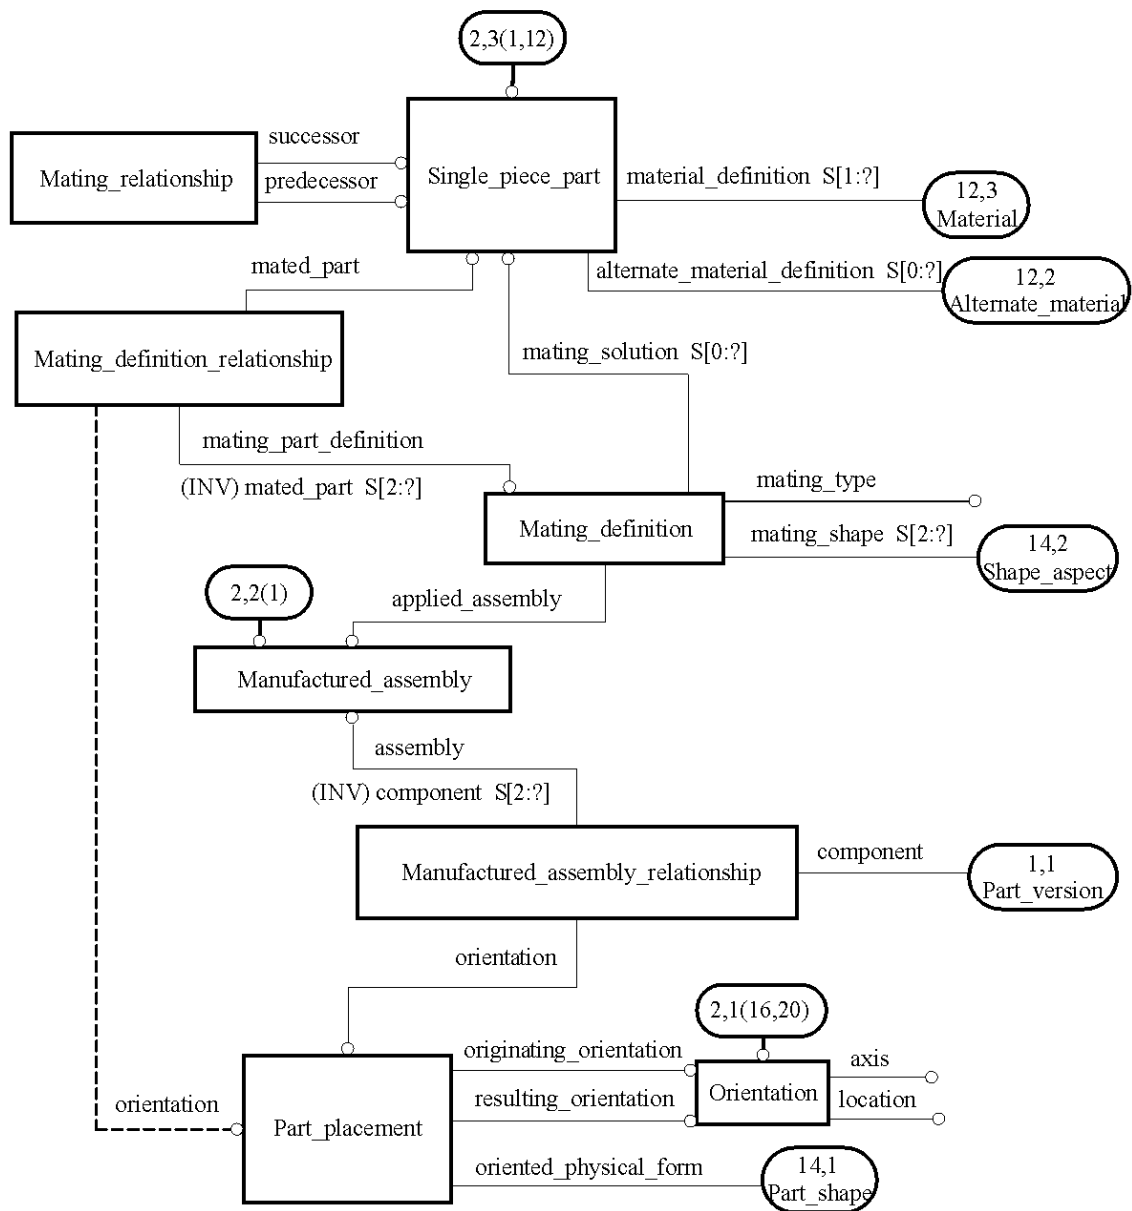 2,3(1,12)
successor
Mating_relationship
predecessor
Single_piece_part
material_definition S[1:?]
12,3
Material
mated_part
alternate_material_definition S[0:?]
12,2
Alternate_material
Mating_definition_relationship
mating_solution S[0:?]
mating_part_definition
(INV) mated_part S[2:?]
mating_type
Mating_definition
mating_shape S[2:?]
14,2
Shape_aspect
2,2(1)
applied_assembly
Manufactured_assembly
assembly
(INV) component S[2:?]
Manufactured_assembly_relationship
component
1,1
Part_version
orientation
2,1(16,20)
originating_orientation
axis
Orientation
resulting_orientation
location
orientation
Part_placement
oriented_physical_form
14,1
Part_shape